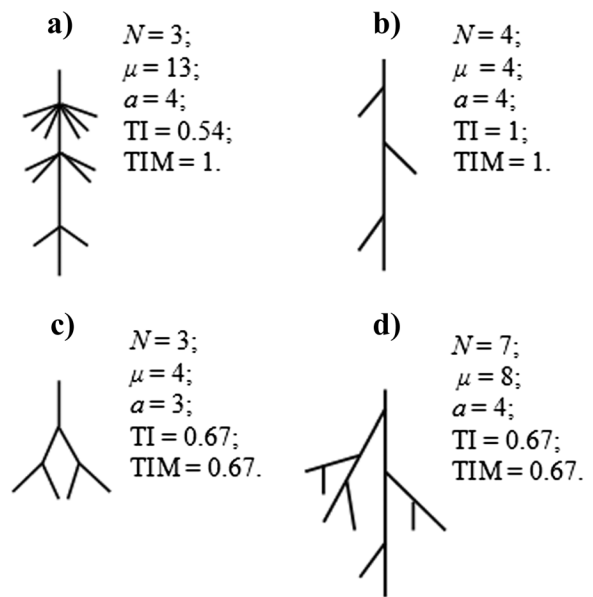 a)
N = 3;
μ = 13;
a = 4;
TI = 0.54;
TIM = 1.
b)
N = 4;
μ = 4;
a = 4;
TI = 1;
TIM = 1.
c)
N = 3;
μ = 4;
a = 3;
TI = 0.67;
TIM = 0.67.
d)
N = 7;
μ = 8;
a = 4;
TI = 0.67;
TIM = 0.67.